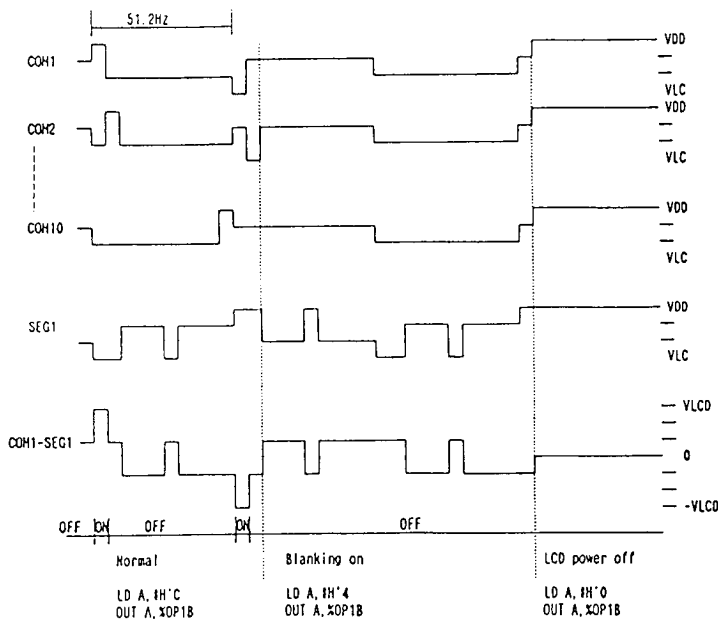 51.2Hz
COM1
VDD
VLC
COM2
VDD
VLC
COM10
VDD
VLC
SEG1
VDD
VLC
COM1-SEG1
VLCD
0
-VLCD
OFF ON OFF ON OFF
Normal
Blanking on
LCD power off
LD A, #H'C
OUT A, %OP1B
LD A, #H'4
OUT A, %OP1B
LD A, #H'0
OUT A, %OP1B